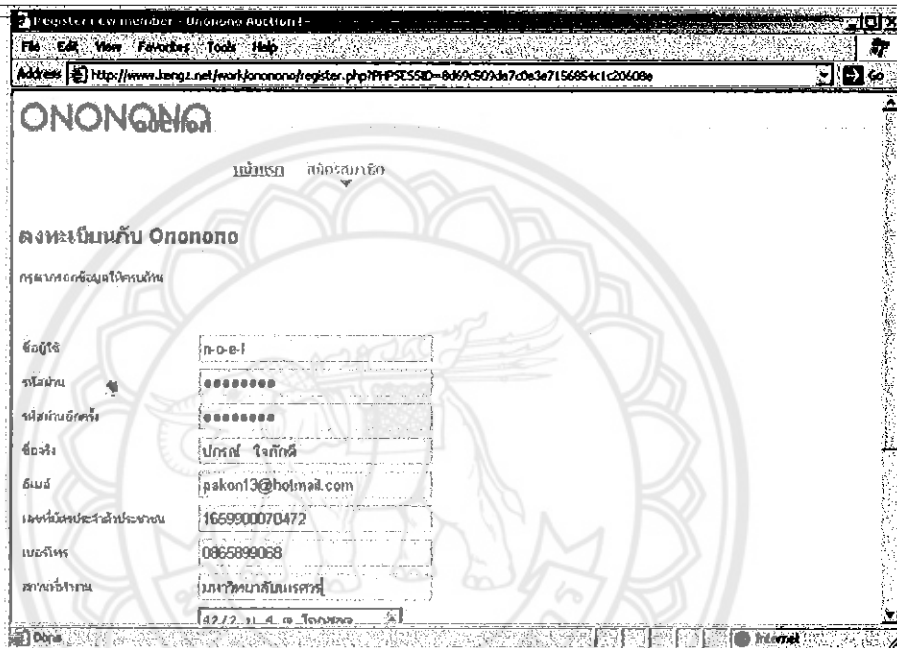 Register new member - Ononono Auction! -
File Edit View Favorites Tools Help
Address http://www.kengz.net/work/ononono/register.php?PHPSESSID=8d69c509da7c0e3e7156854c1c20608e Go
ONONONO
auction
หน้าแรก สมัครสมาชิก
ลงทะเบียนกับ Ononono
กรุณากรอกข้อมูลให้ครบถ้วน
ชื่อผู้ใช้ n-o-e-l
รหัสผ่าน ●●●●●●●●
รหัสผ่านอีกครั้ง ●●●●●●●●
ชื่อจริง ปกรณ์ ใจภักดี
อีเมล์ pakon13@hotmail.com
เลขที่บัตรประจำตัวประชาชน 1659900070472
เบอร์โทร 0865899068
สถานที่ทำงาน มหาวิทยาลัยนเรศวร
42/2 ม. 4
Done Internet